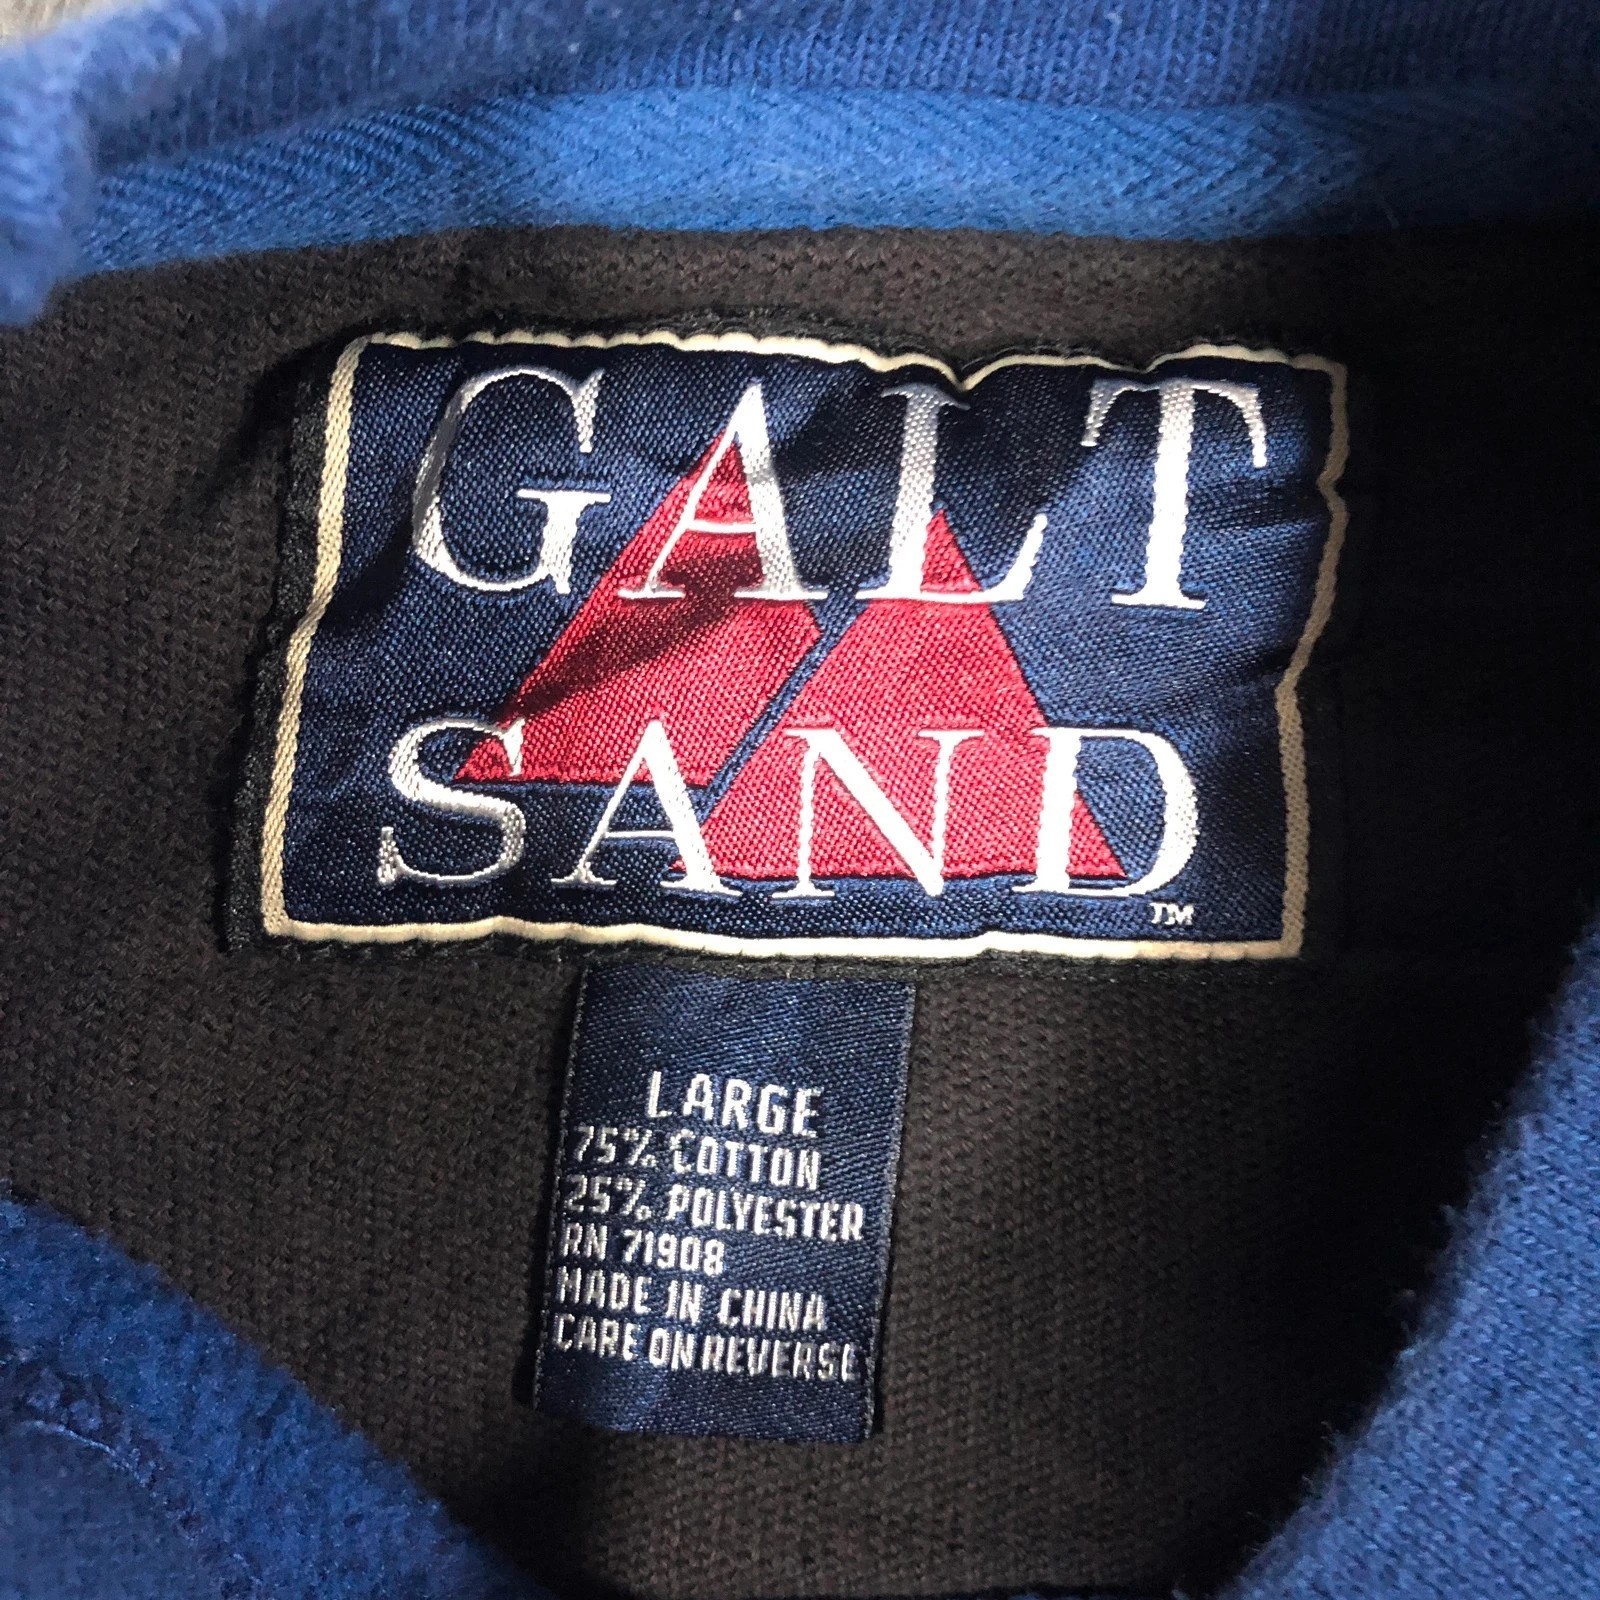 GALT
SAND
TM
LARGE
75% COTTON
25% POLYESTER
RN 71908
MADE IN CHINA
CARE ON REVERSE